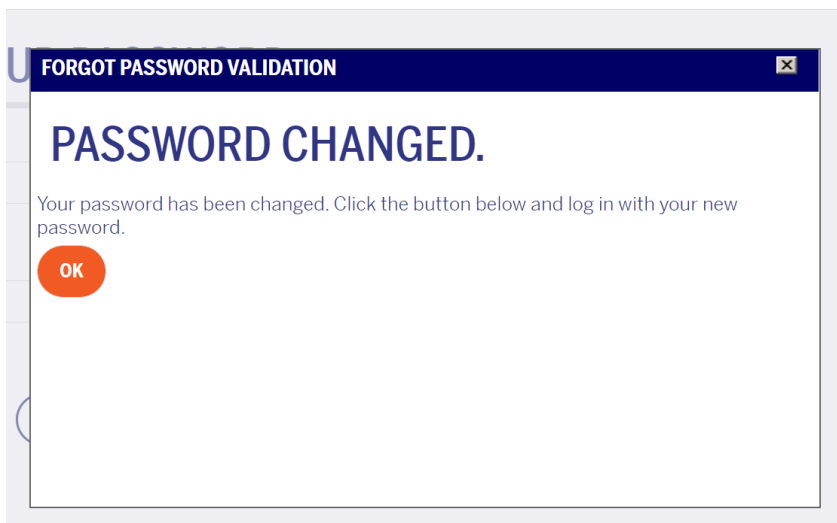 FORGOT PASSWORD VALIDATION
PASSWORD CHANGED.
Your password has been changed. Click the button below and log in with your new
password.
OK